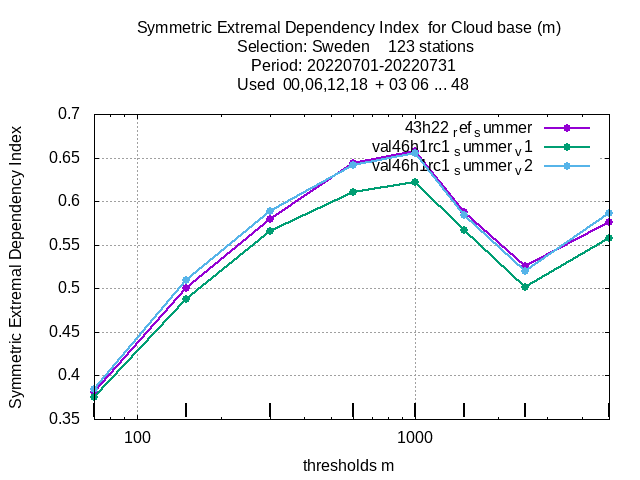 Symmetric Extremal Dependency Index  for Cloud base (m)
Selection: Sweden    123 stations
Period: 20220701-20220731
Used  00,06,12,18  + 03 06 ... 48
43h22 ref summer
val46h1rc1 summer v1
val46h1rc1 summer v2
Symmetric Extremal Dependency Index
0.7
0.65
0.6
0.55
0.5
0.45
0.4
0.35
100
1000
thresholds m